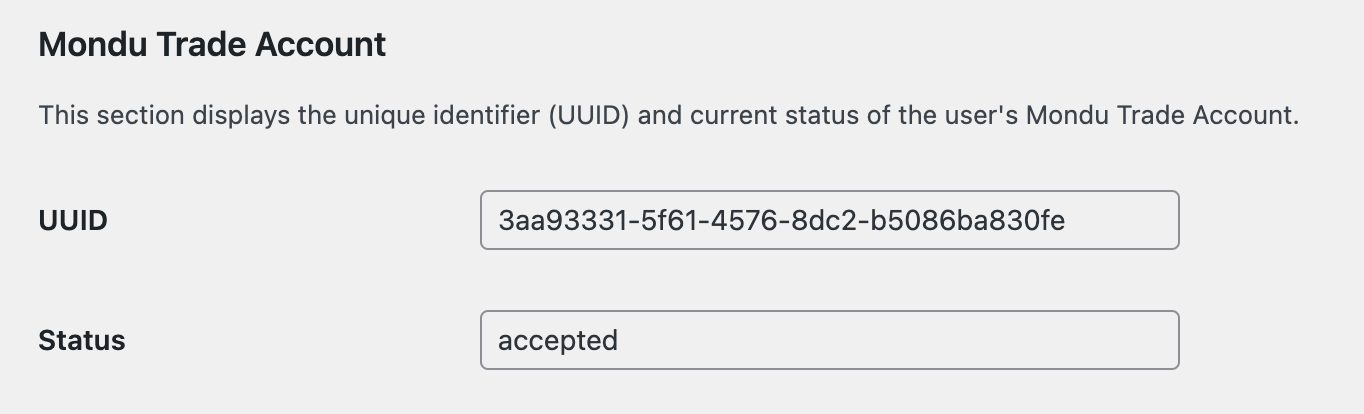 Mondu Trade Account
This section displays the unique identifier (UUID) and current status of the user's Mondu Trade Account.
UUID
3aa93331-5f61-4576-8dc2-b5086ba830fe
Status
accepted